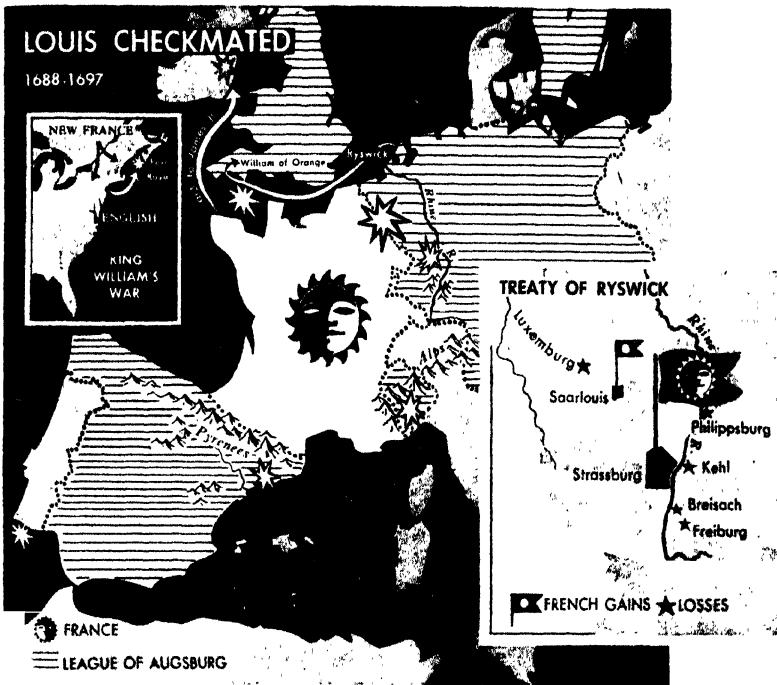 LOUIS CHECKMATED
1688-1697
NEW FRANCE
ENGLISH
KING
WILLIAM'S
WAR
William of Orange
Ryswick
Rhine
Alps
Pyrenees
TREATY OF RYSWICK
Rhine
Luxemburg
Saarlouis
Philippsburg
Strassburg
Kehl
Breisach
Freiburg
FRENCH GAINS
LOSSES
FRANCE
LEAGUE OF AUGSBURG